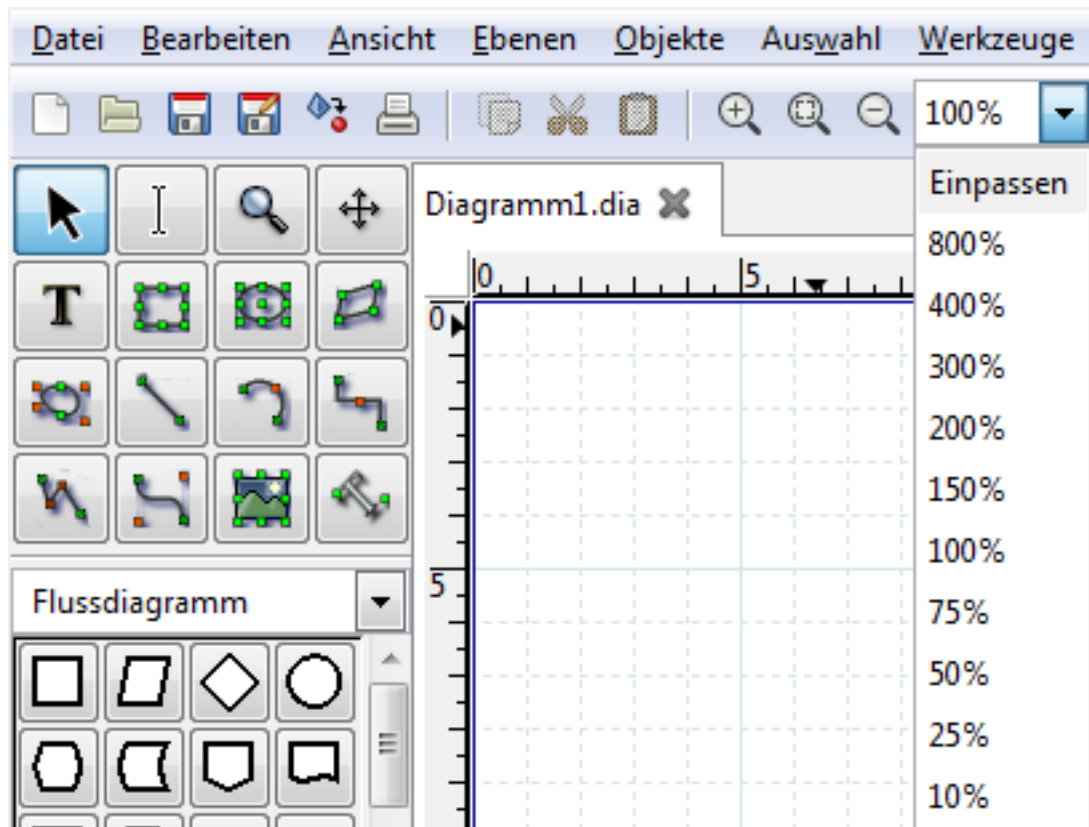 Datei Bearbeiten Ansicht Ebenen Objekte Auswahl Werkzeuge
100%
Einpassen
800%
400%
300%
200%
150%
100%
75%
50%
25%
10%
Diagramm1.dia
0 5
0
5
T
Flussdiagramm